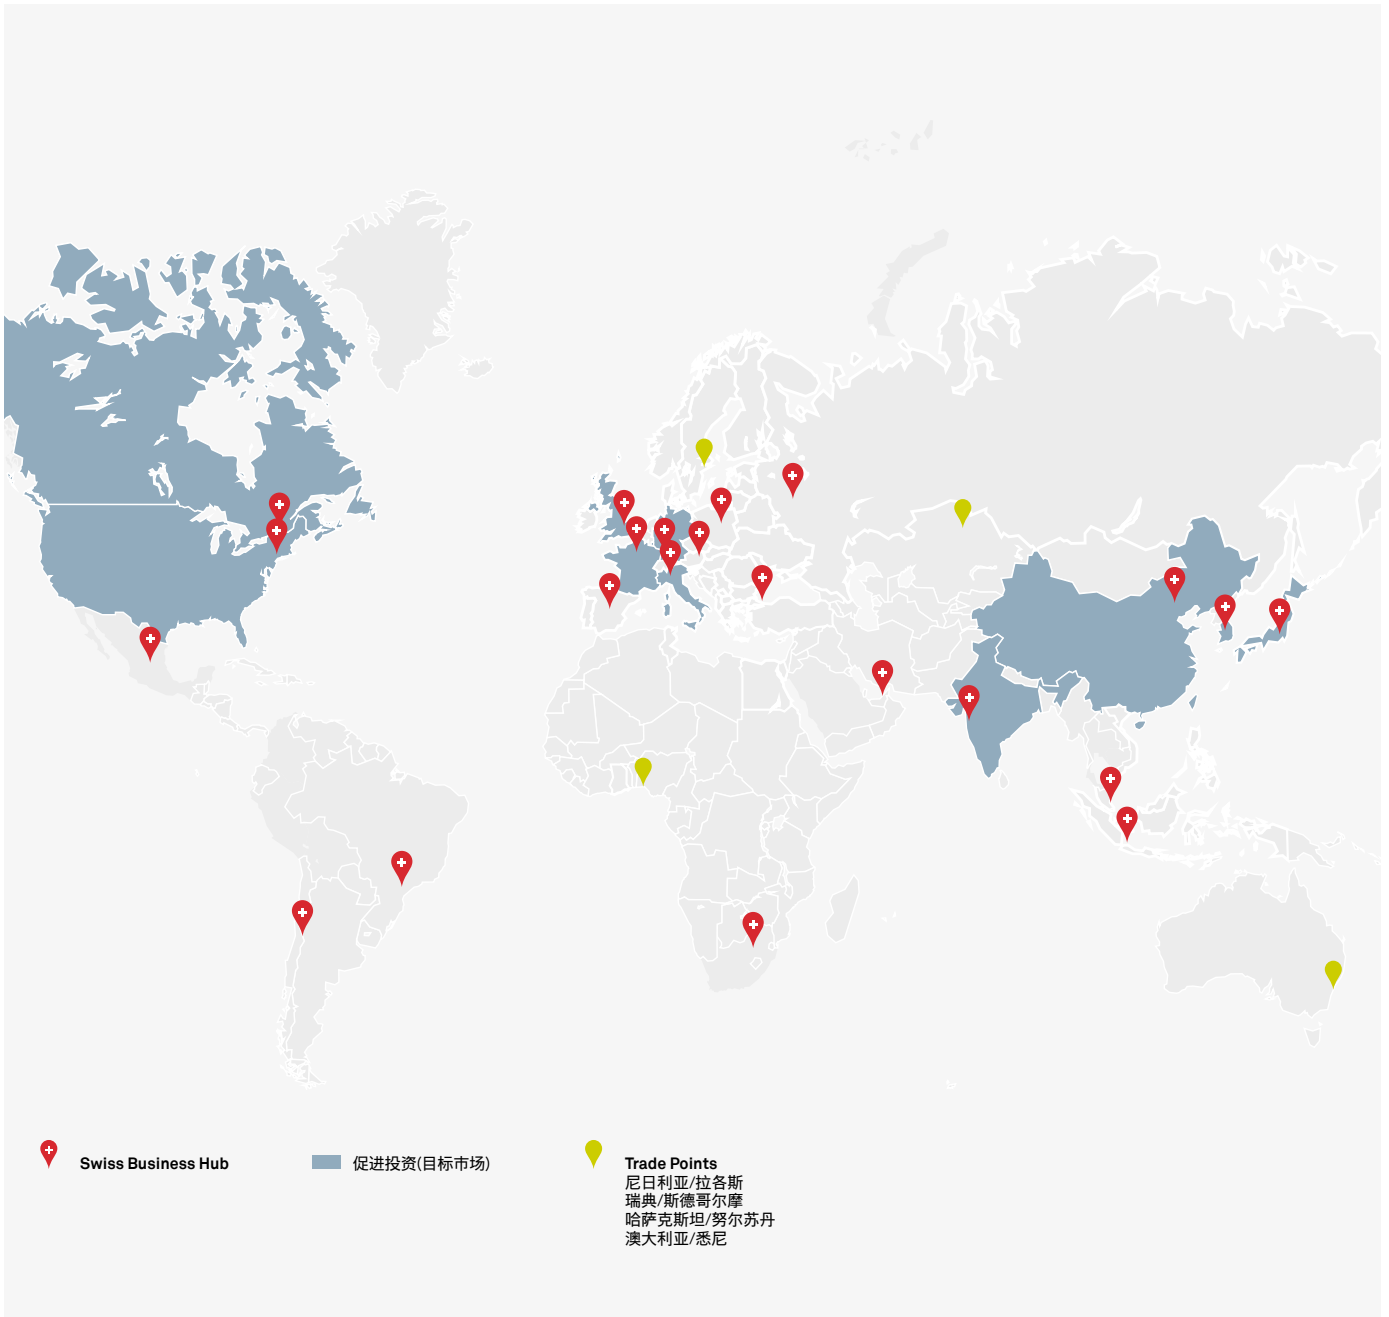 Swiss Business Hub
促进投资(目标市场)
Trade Points
尼日利亚/拉各斯
瑞典/斯德哥尔摩
哈萨克斯坦/努尔苏丹
澳大利亚/悉尼